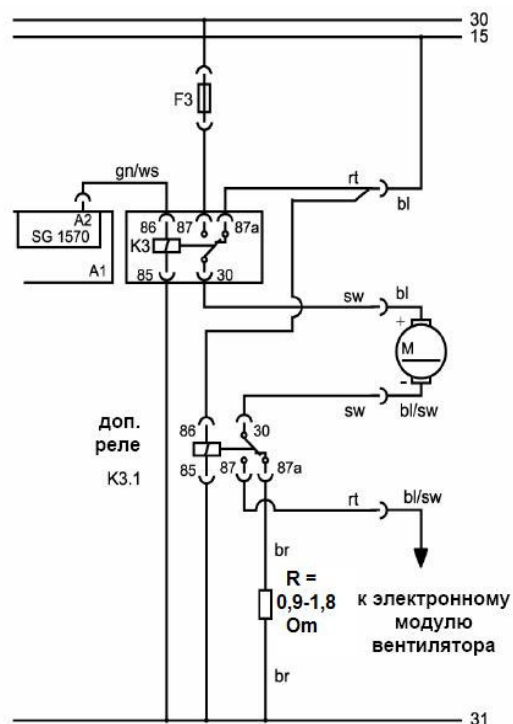 30
15
F3
gn/ws
rt
bl
A2
SG 1570
A1
86 87 87a
K3
85 30
sw bl
+
M
-
sw bl/sw
доп.
реле
K3.1
86 30
85 87 87a
rt bl/sw
br
R =
0,9-1,8
Om
к электронному
модулю
вентилятора
br
31